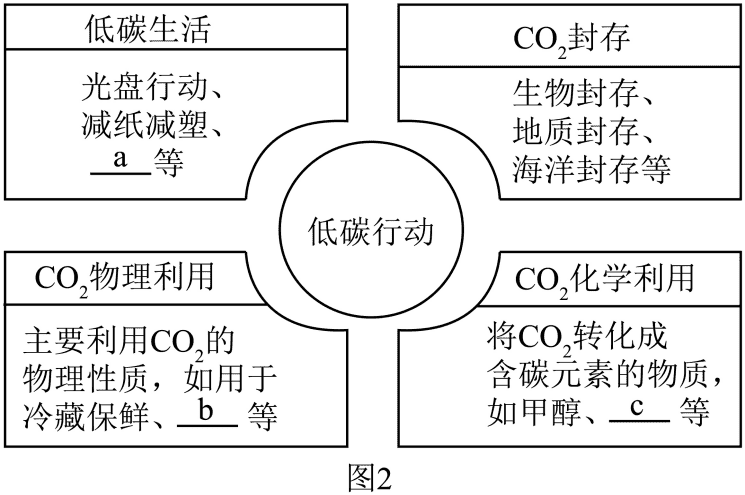 低碳生活
光盘行动、
减纸减塑、
a 等
CO₂封存
生物封存、
地质封存、
海洋封存等
低碳行动
CO₂物理利用
主要利用CO₂的
物理性质，如用于
冷藏保鲜、 b 等
CO₂化学利用
将CO₂转化成
含碳元素的物质，
如甲醇、 c 等
图2